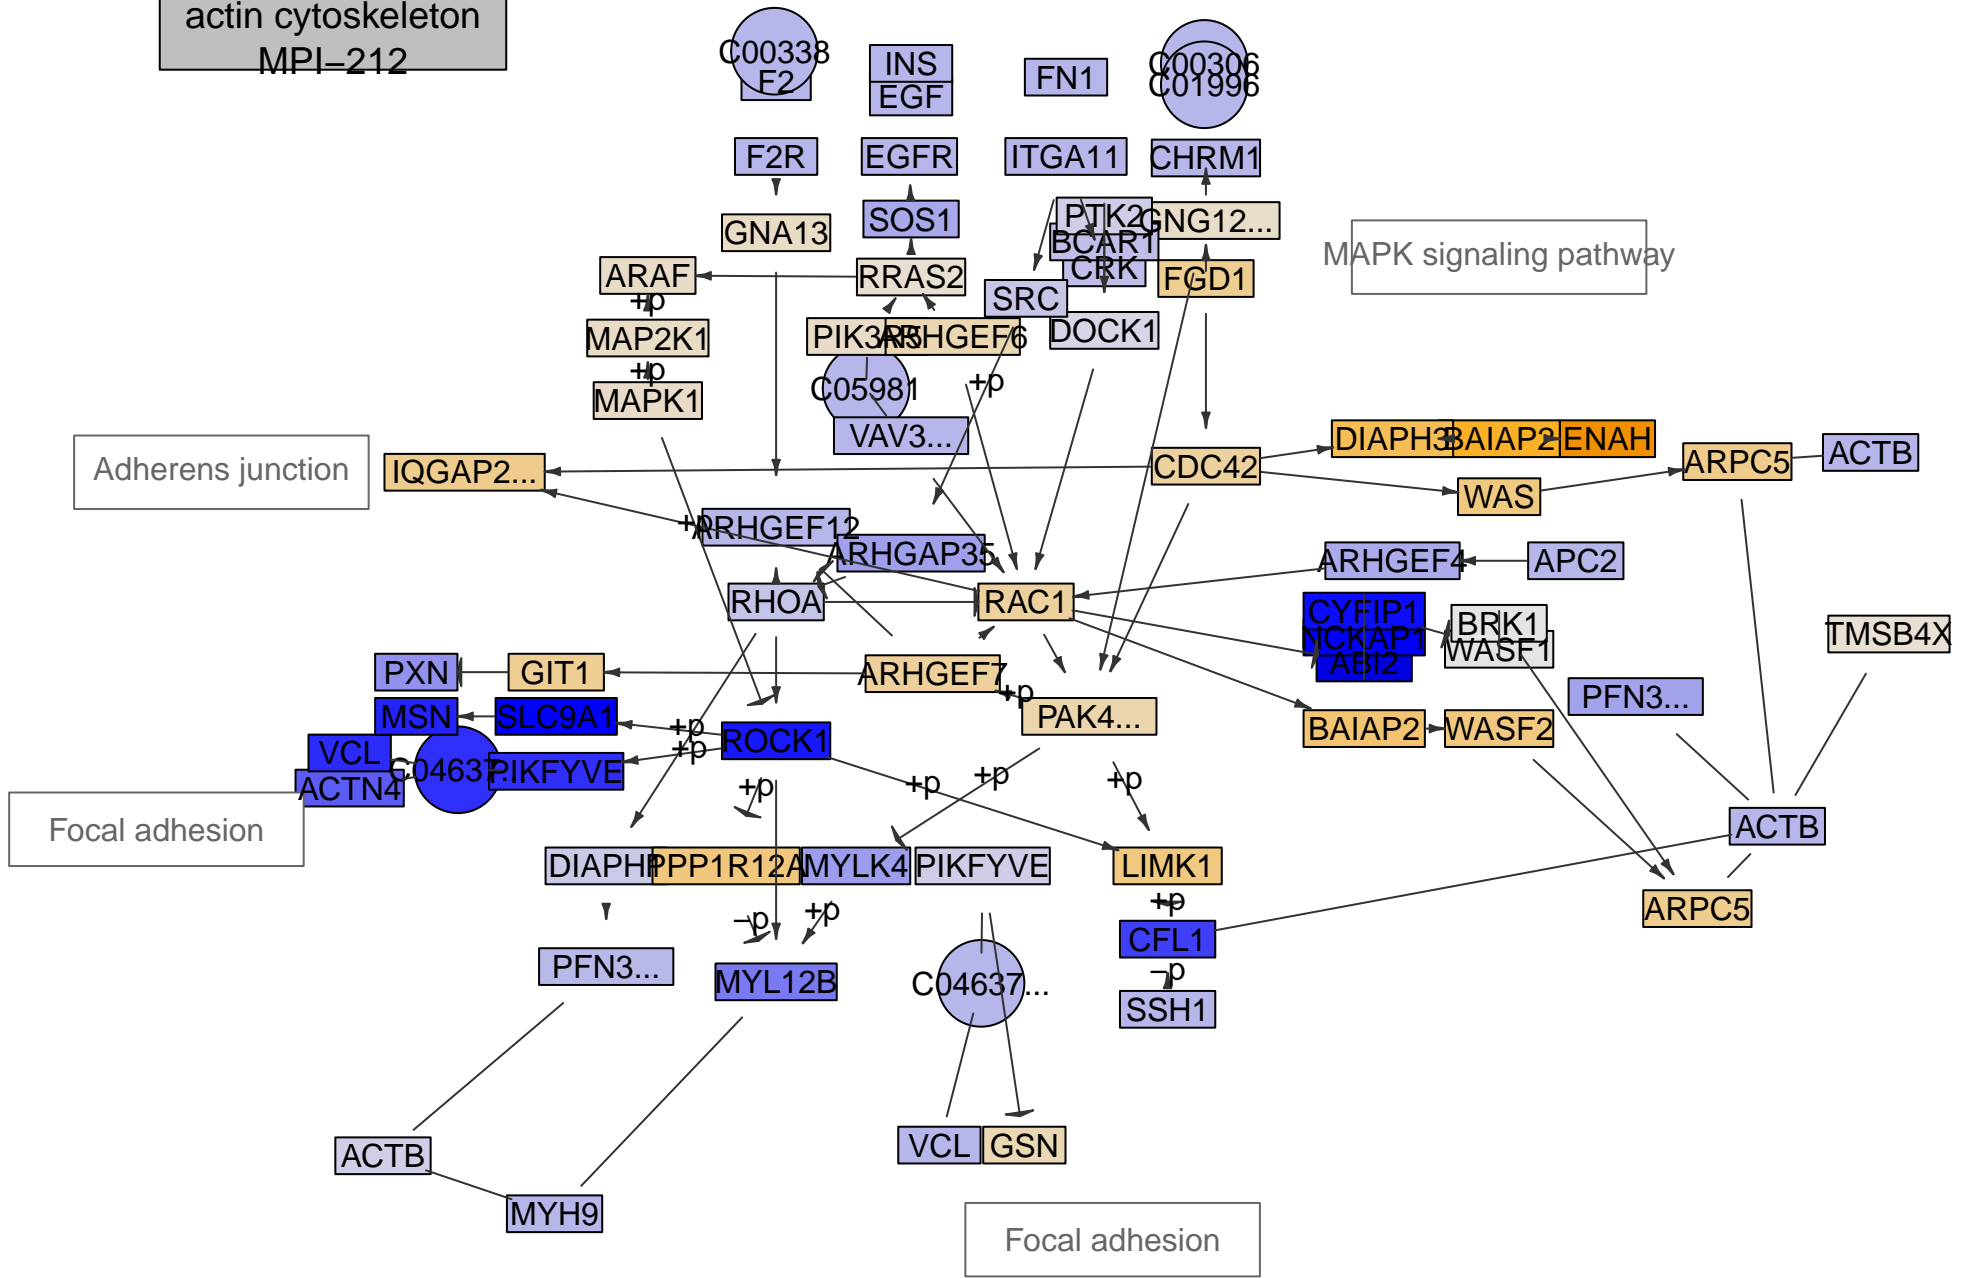 actin cytoskeleton
MPI–212
C00338
F2
INS
EGF
FN1
C00306
C01996
F2R
EGFR
ITGA11
CHRM1
GNA13
SOS1
PTK2
GNG12...
BCAR1
CRK
MAPK signaling pathway
ARAF
RRAS2
SRC
FGD1
+p
MAP2K1
ARHGEF6
DOCK1
+p
MAPK1
C05981
+p
VAV3...
Adherens junction
IQGAP2...
CDC42
DIAPH3
BAIAP2
ENAH
ARPC5
ACTB
WAS
+p
ARHGEF12
ARHGAP35
ARHGEF4
APC2
RHOA
RAC1
CYFIP1
NCKAP1
ABI2
BRK1
WASF1
TMSB4X
PXN
GIT1
ARHGEF7
+p
PFN3...
MSN
SLC9A1
+p
PAK4...
BAIAP2
WASF2
VCL
C04637...
PIKFYVE
+p
ROCK1
ACTN4
+p
+p
+p
+p
Focal adhesion
ACTB
PPP1R12A
MYLK4
PIKFYVE
LIMK1
–p
+p
+p
ARPC5
CFL1
PFN3...
MYL12B
C04637...
–p
SSH1
ACTB
VCL
GSN
MYH9
Focal adhesion